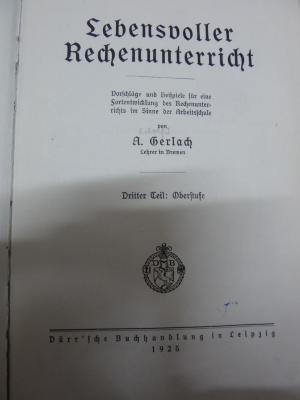 Lebensvoller
Rechenunterricht
Vorschläge und Beispiele für eine
Fortentwicklung des Rechenunter-
richts im Sinne der Arbeitsschule
von
A. Gerlach
Lehrer in Bremen
Dritter Teil: Oberstufe
D B
Dürr'sche Buchhandlung in Leipzig
1925